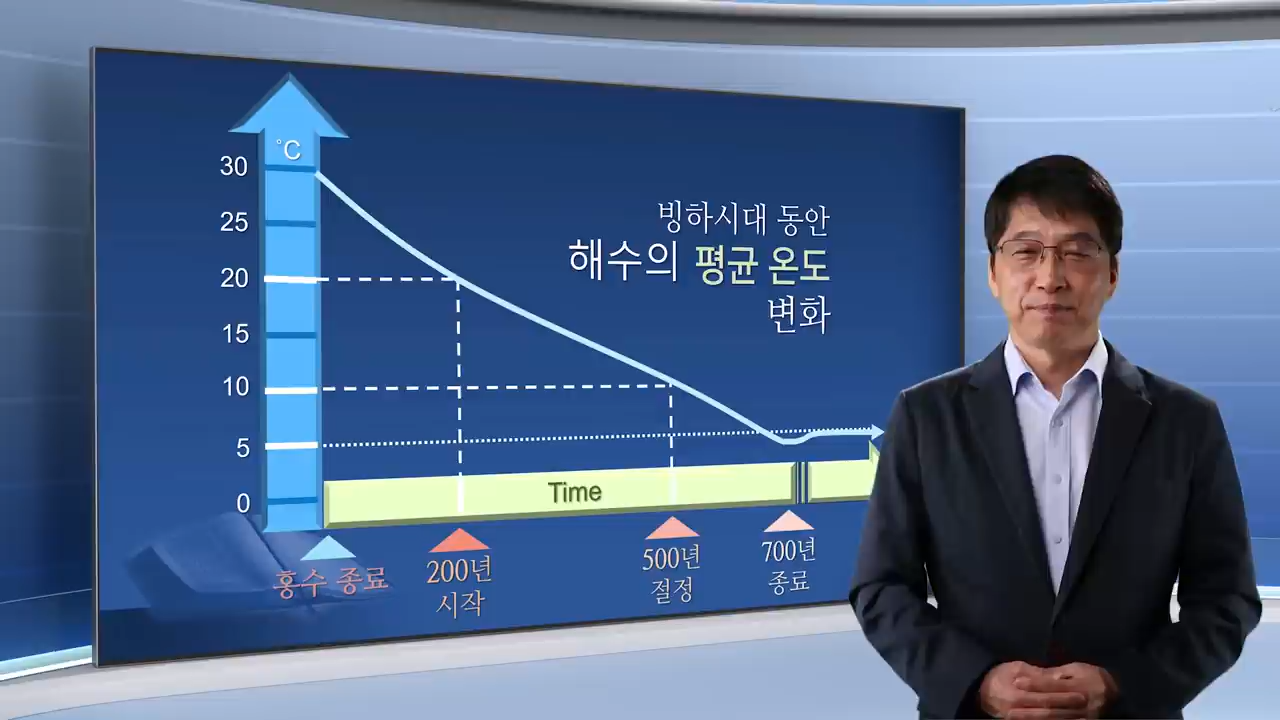 °C
30
25
20
15
10
5
0
빙하시대 동안
해수의 평균 온도
변화
Time
홍수 종료
200년
시작
500년
절정
700년
종료